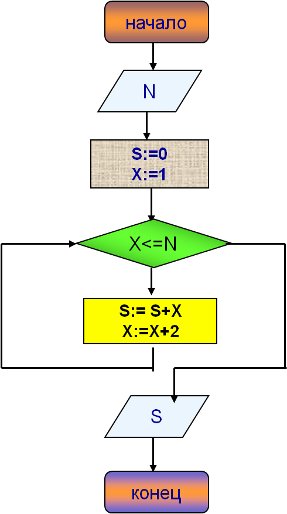 начало
N
S:=0
X:=1
X<=N
S:= S+X
X:=X+2
S
конец